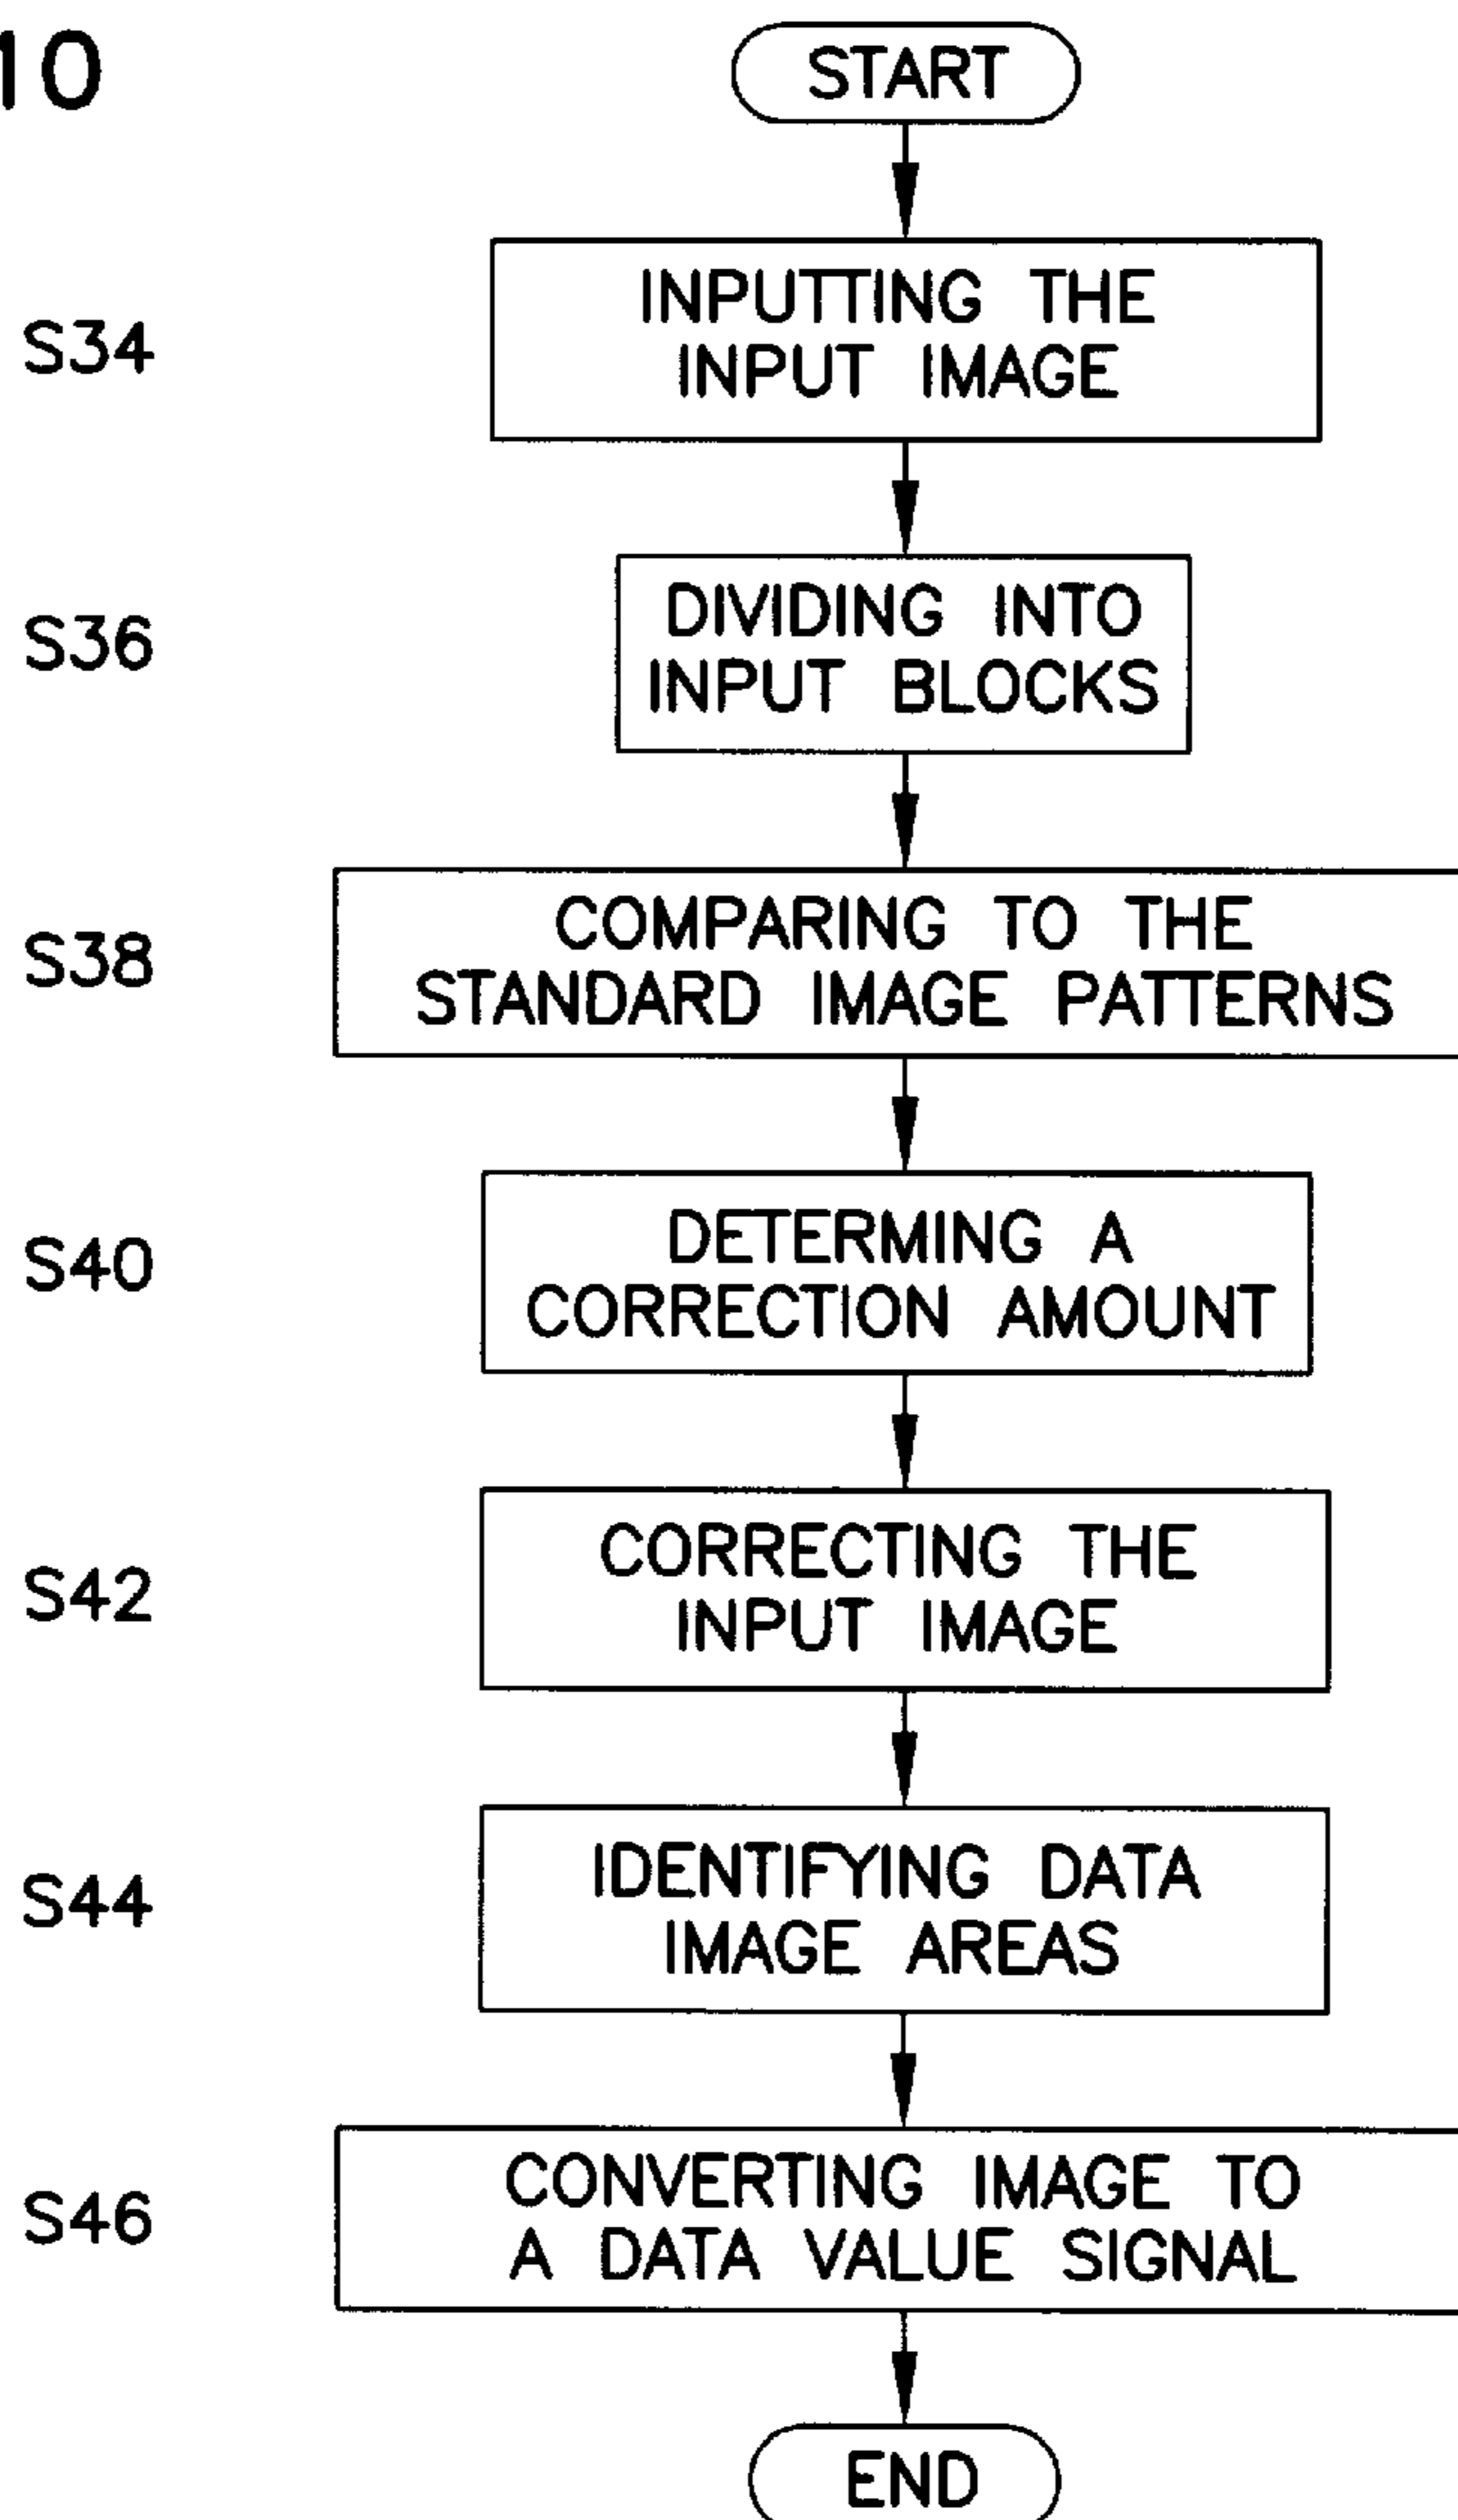 10
START
S34
INPUTTING THE
INPUT IMAGE
S36
DIVIDING INTO
INPUT BLOCKS
S38
COMPARING TO THE
STANDARD IMAGE PATTERNS
S40
DETERMING A
CORRECTION AMOUNT
S42
CORRECTING THE
INPUT IMAGE
S44
IDENTIFYING DATA
IMAGE AREAS
S46
CONVERTING IMAGE TO
A DATA VALUE SIGNAL
END